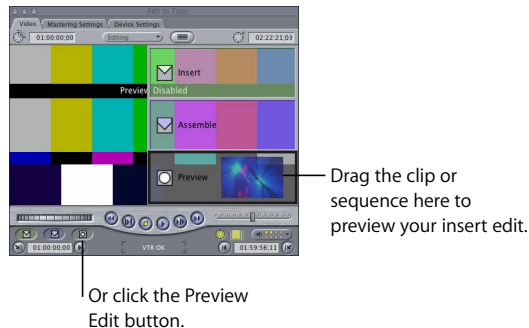 Edit to Tape
Video Mastering Settings Device Settings
01:00:00;00 Editing 02:22:21;03
Insert
Preview Disabled
Assemble
Preview
Drag the clip or
sequence here to
preview your insert edit.
01:00:00;00 VTR OK 01:59:56;11
Or click the Preview
Edit button.